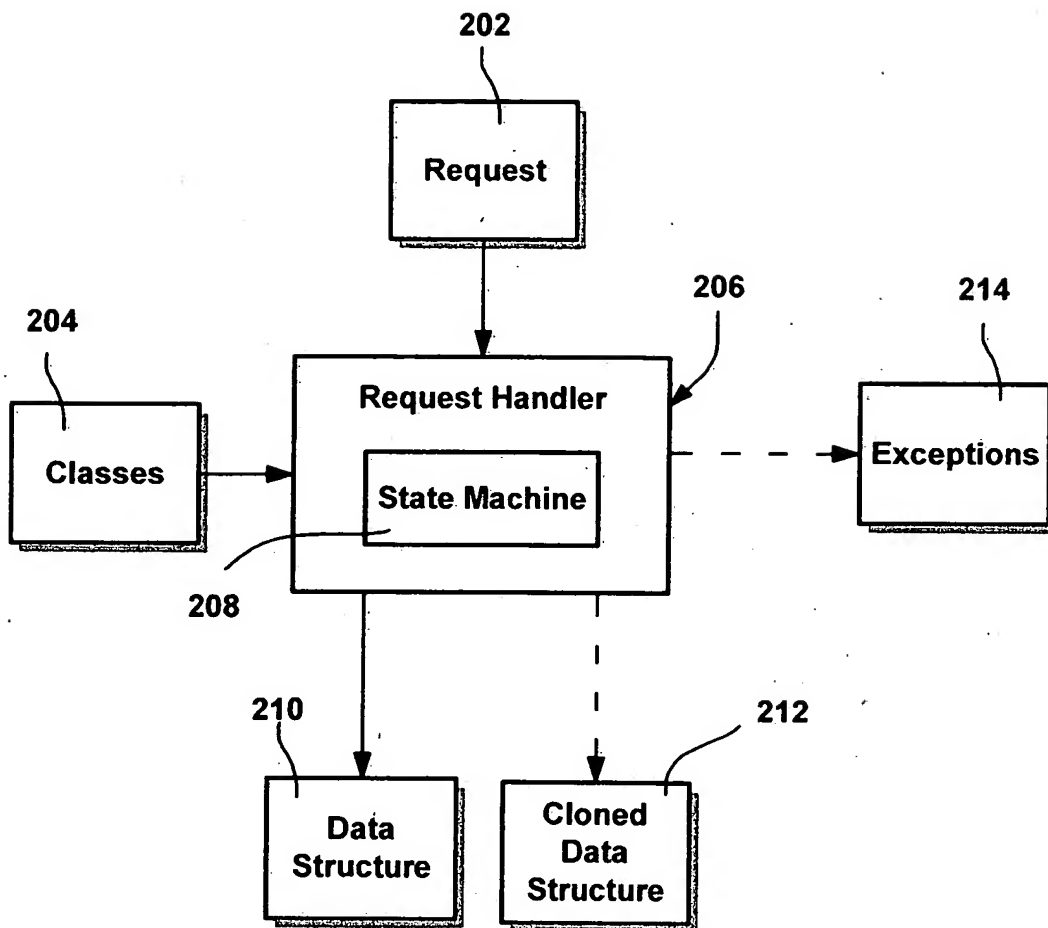 202
Request
206
214
204
Request Handler
Classes
State Machine
Exceptions
208
210
212
Data
Structure
Cloned
Data
Structure